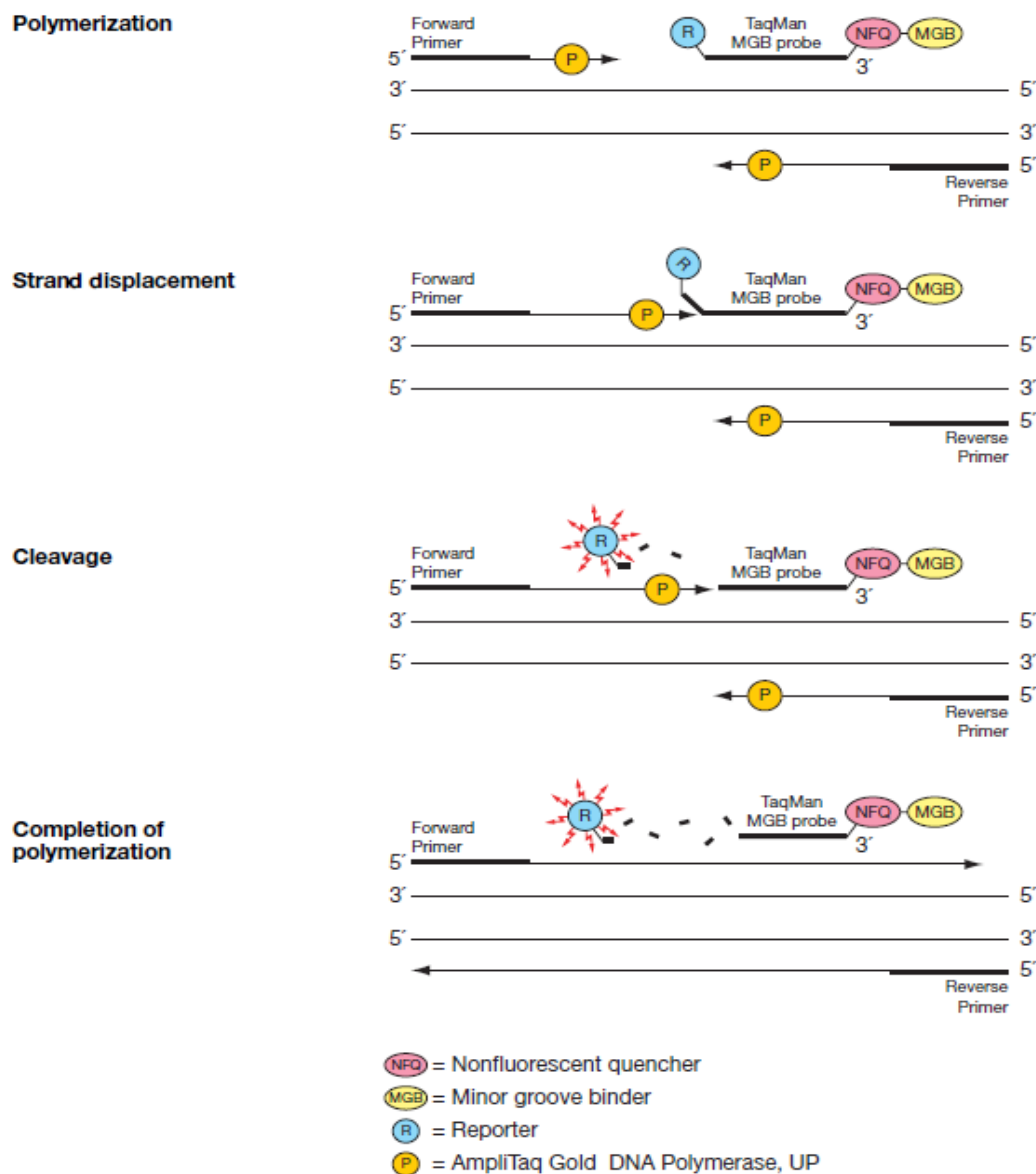 Polymerization
Forward
Primer
R
TaqMan
MGB probe
NFQ
MGB
5´
P
3´
3´
5´
5´
3´
P
5´
Reverse
Primer
Strand displacement
Forward
Primer
R
TaqMan
MGB probe
NFQ
MGB
5´
P
3´
3´
5´
5´
3´
P
5´
Reverse
Primer
Cleavage
Forward
Primer
R
TaqMan
MGB probe
NFQ
MGB
5´
P
3´
3´
5´
5´
3´
P
5´
Reverse
Primer
Completion of
polymerization
Forward
Primer
R
TaqMan
MGB probe
NFQ
MGB
5´
3´
3´
5´
5´
3´
5´
Reverse
Primer
NFQ = Nonfluorescent quencher
MGB = Minor groove binder
R = Reporter
P = AmpliTaq Gold DNA Polymerase, UP